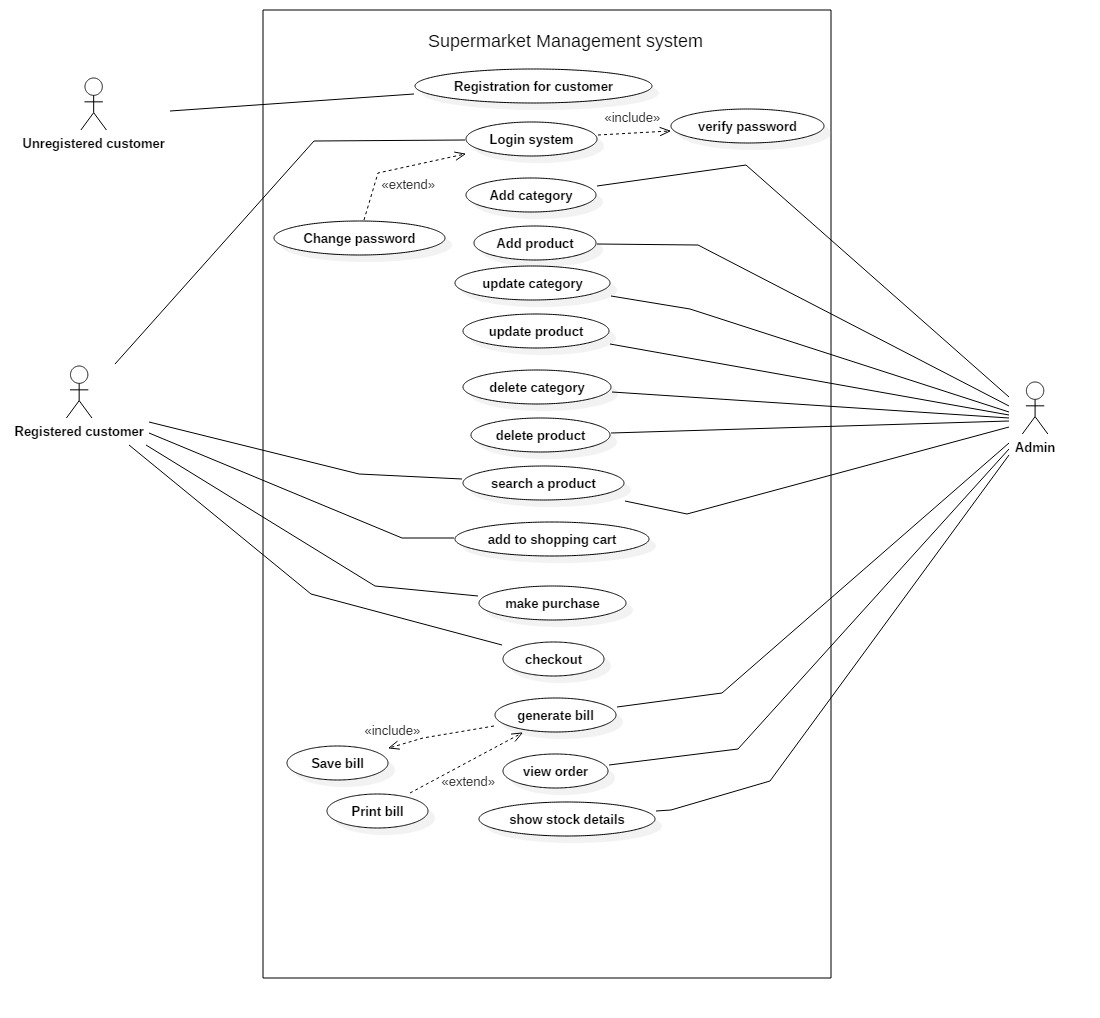 Supermarket Management system
Registration for customer
Unregistered customer
«include»
verify password
Login system
«extend»
Add category
Change password
Add product
update category
update product
delete category
Registered customer
delete product
Admin
search a product
add to shopping cart
make purchase
checkout
generate bill
«include»
Save bill
view order
«extend»
Print bill
show stock details